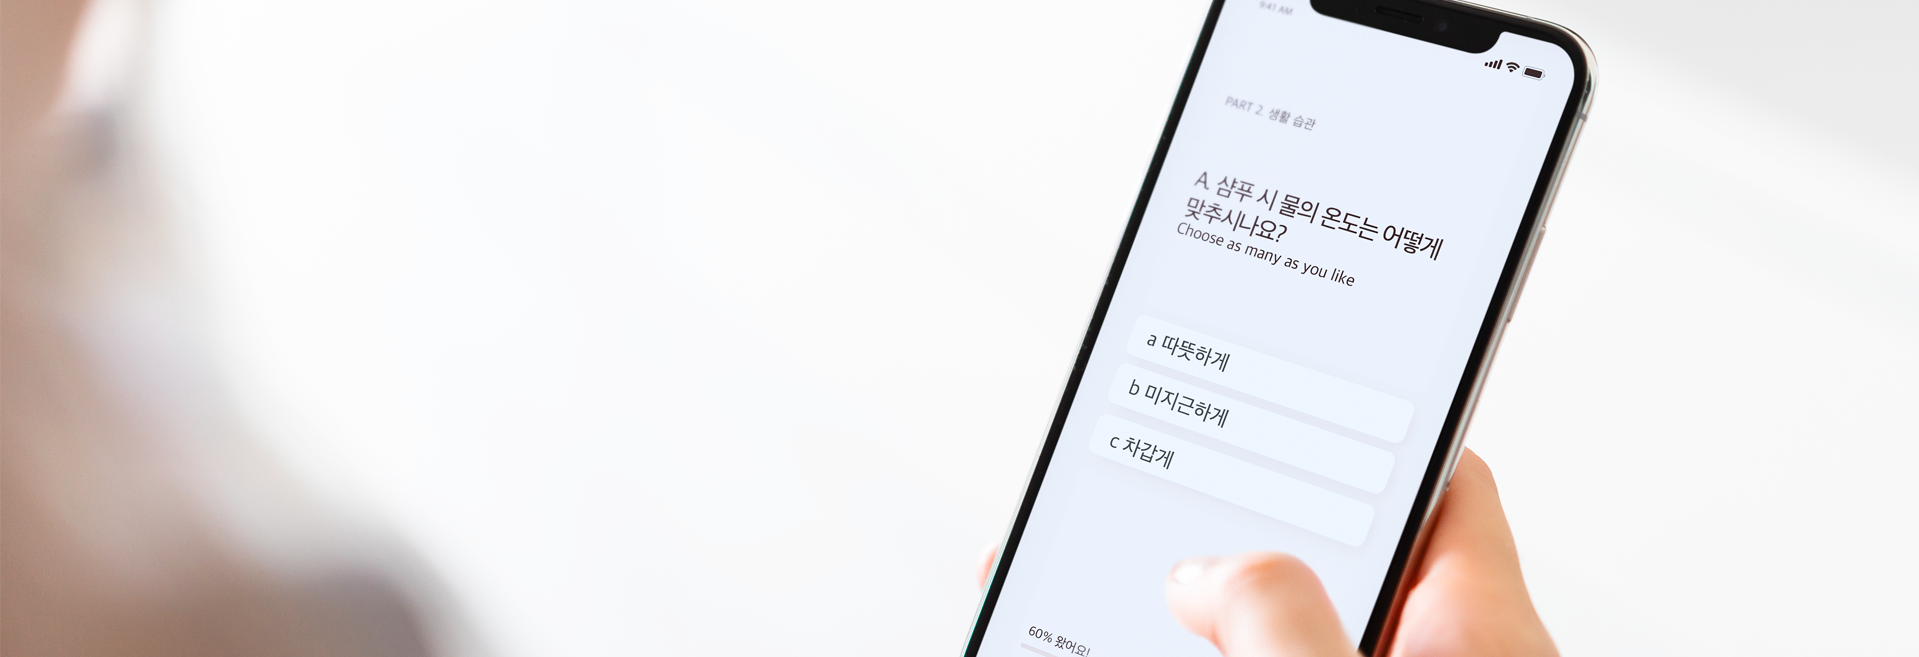 9:41 AM
PART 2. 생활 습관
A. 샴푸 시 물의 온도는 어떻게
맞추시나요?
Choose as many as you like
a 따뜻하게
b 미지근하게
c 차갑게
60% 왔어요!